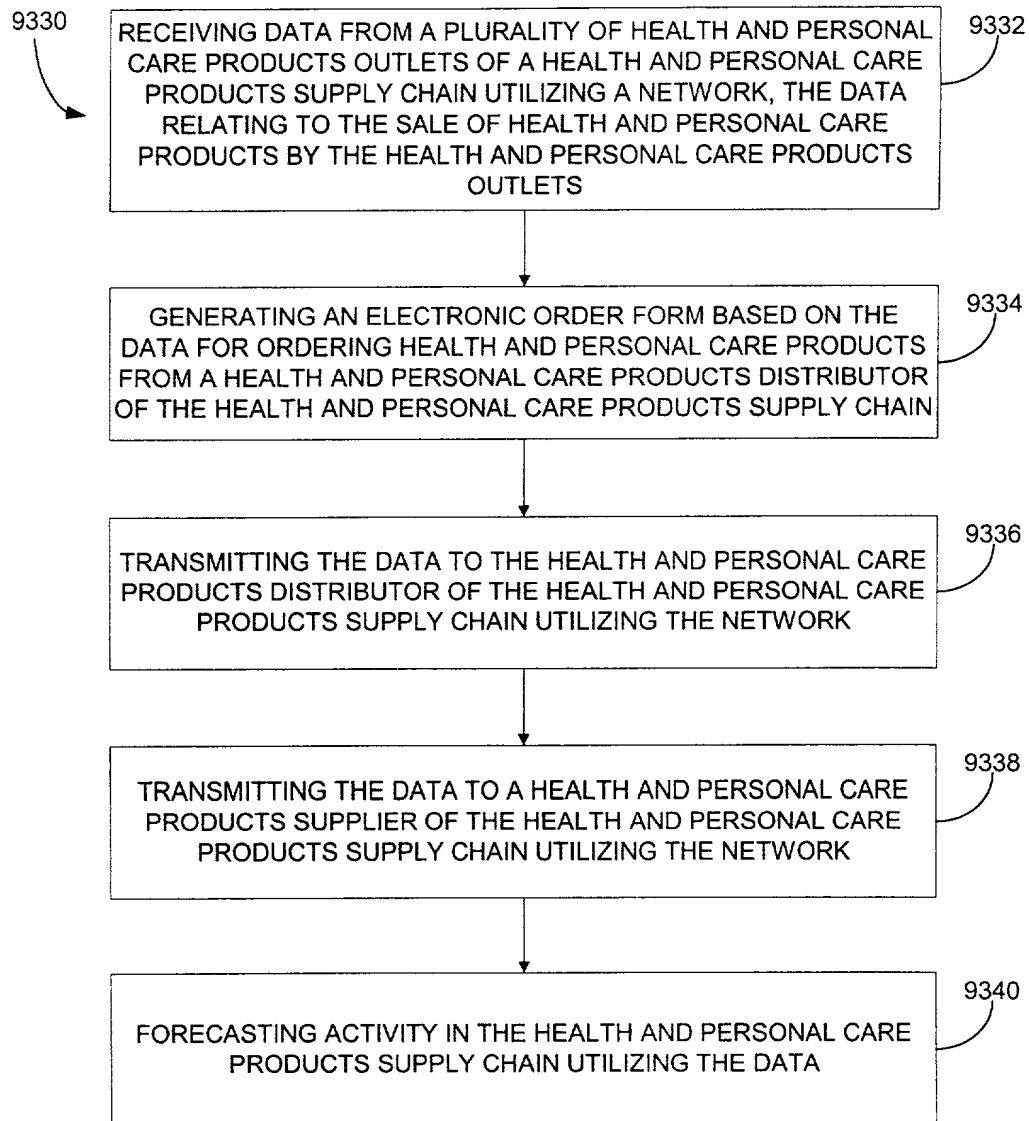 9330
RECEIVING DATA FROM A PLURALITY OF HEALTH AND PERSONAL
CARE PRODUCTS OUTLETS OF A HEALTH AND PERSONAL CARE
PRODUCTS SUPPLY CHAIN UTILIZING A NETWORK, THE DATA
RELATING TO THE SALE OF HEALTH AND PERSONAL CARE
PRODUCTS BY THE HEALTH AND PERSONAL CARE PRODUCTS
OUTLETS
9332
GENERATING AN ELECTRONIC ORDER FORM BASED ON THE
DATA FOR ORDERING HEALTH AND PERSONAL CARE PRODUCTS
FROM A HEALTH AND PERSONAL CARE PRODUCTS DISTRIBUTOR
OF THE HEALTH AND PERSONAL CARE PRODUCTS SUPPLY CHAIN
9334
TRANSMITTING THE DATA TO THE HEALTH AND PERSONAL CARE
PRODUCTS DISTRIBUTOR OF THE HEALTH AND PERSONAL CARE
PRODUCTS SUPPLY CHAIN UTILIZING THE NETWORK
9336
TRANSMITTING THE DATA TO A HEALTH AND PERSONAL CARE
PRODUCTS SUPPLIER OF THE HEALTH AND PERSONAL CARE
PRODUCTS SUPPLY CHAIN UTILIZING THE NETWORK
9338
FORECASTING ACTIVITY IN THE HEALTH AND PERSONAL CARE
PRODUCTS SUPPLY CHAIN UTILIZING THE DATA
9340